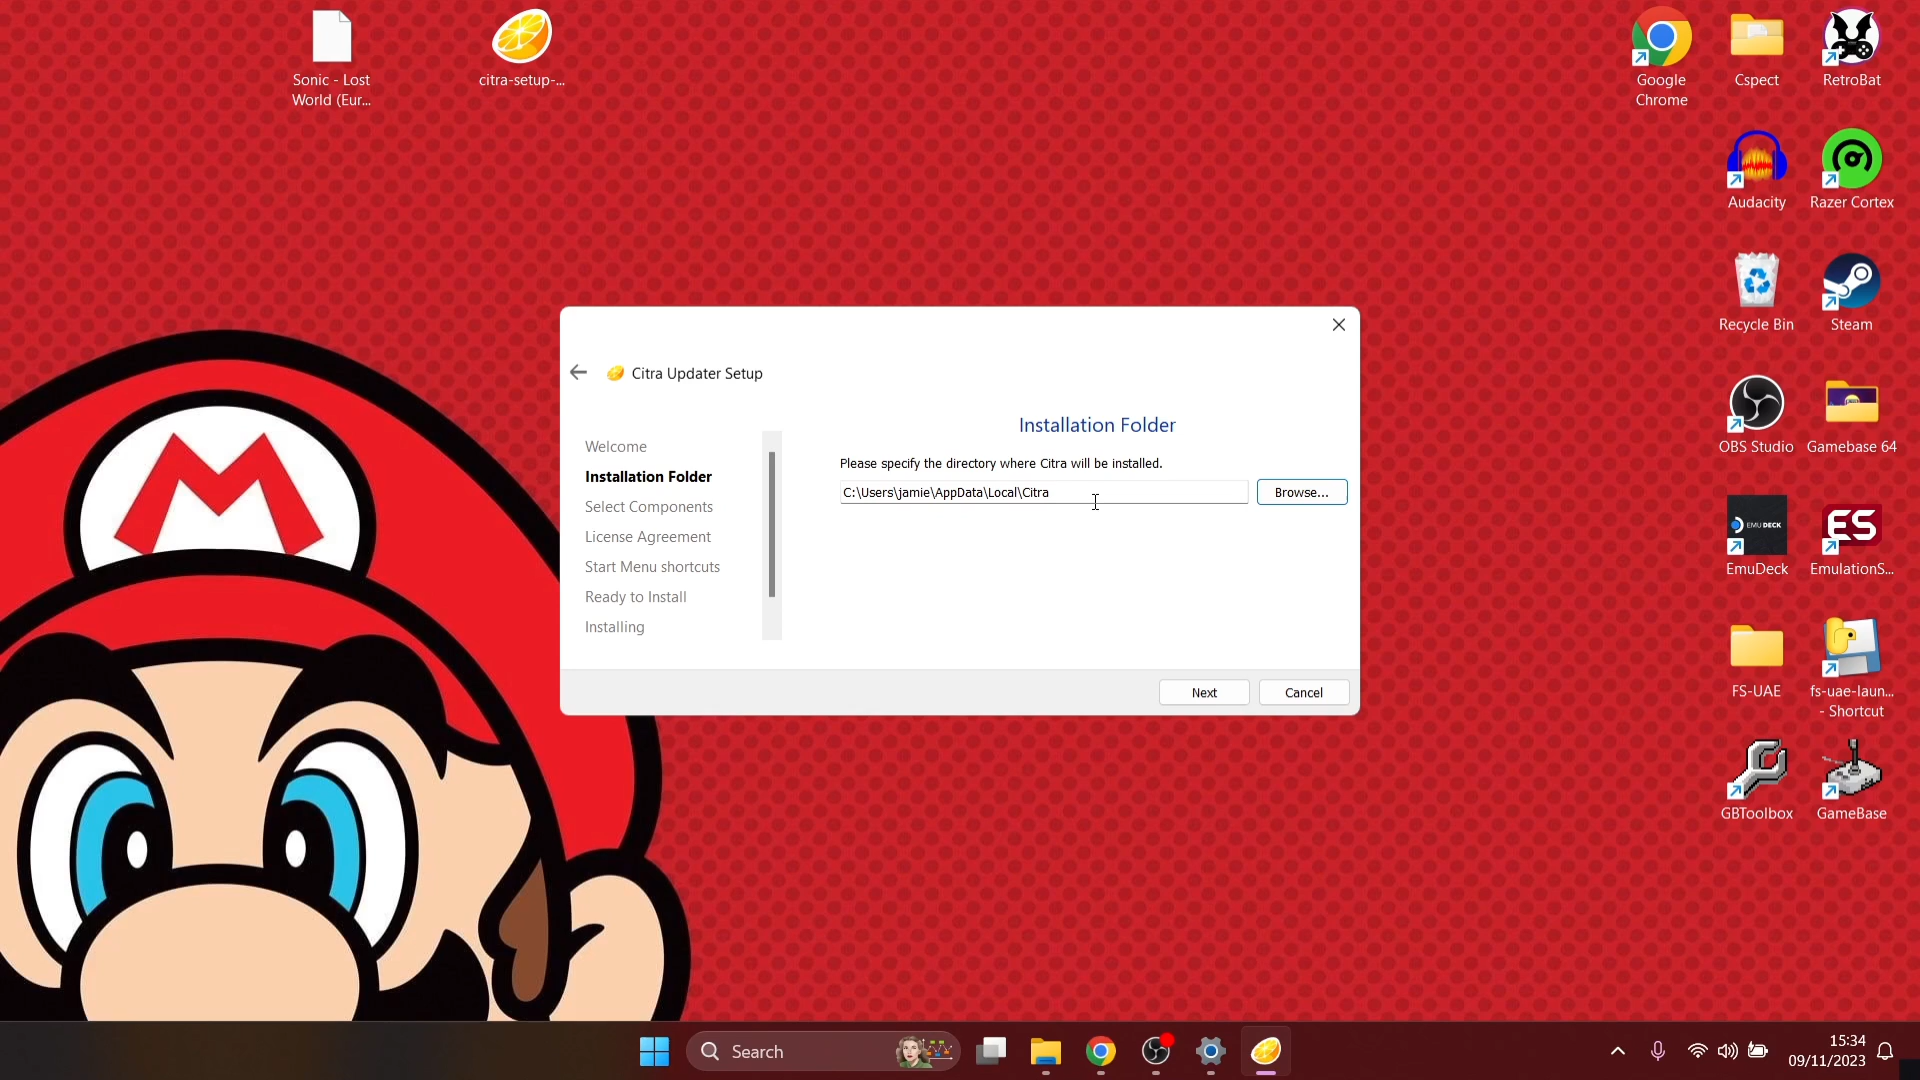 Sonic - Lost
World (Eur...
citra-setup-...
Google
Chrome
Cspect
RetroBat
Audacity
Razer Cortex
Recycle Bin
Steam
OBS Studio
Gamebase 64
EMU DECK
EmuDeck
ES
EmulationS...
FS-UAE
fs-uae-laun...
- Shortcut
GBToolbox
GameBase
M
Citra Updater Setup
Welcome
Installation Folder
Select Components
License Agreement
Start Menu shortcuts
Ready to Install
Installing
Installation Folder
Please specify the directory where Citra will be installed.
C:\Users\jamie\AppData\Local\Citra
Browse...
Next
Cancel
Search
15:34
09/11/2023